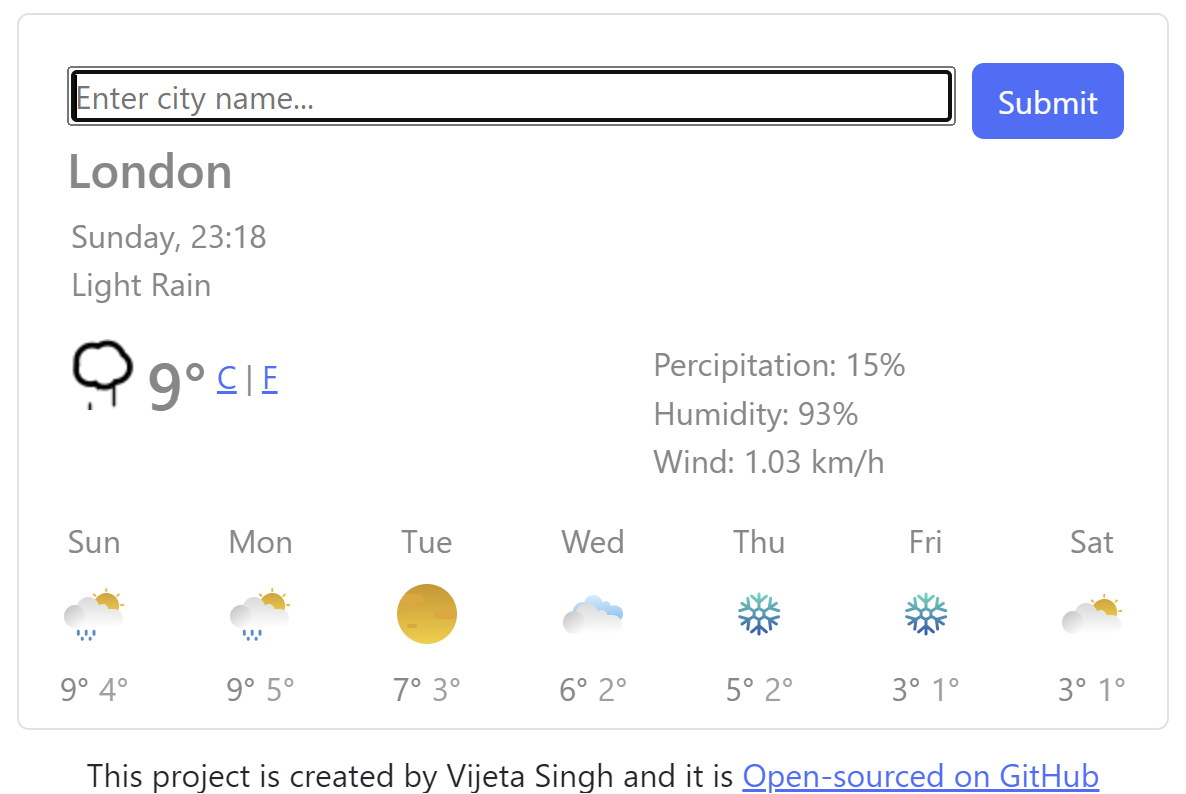 Enter city name...
Submit
London
Sunday, 23:18
Light Rain
9° C | F
Percipitation: 15%
Humidity: 93%
Wind: 1.03 km/h
Sun Mon Tue Wed Thu Fri Sat
9° 4° 9° 5° 7° 3° 6° 2° 5° 2° 3° 1° 3° 1°
This project is created by Vijeta Singh and it is Open-sourced on GitHub